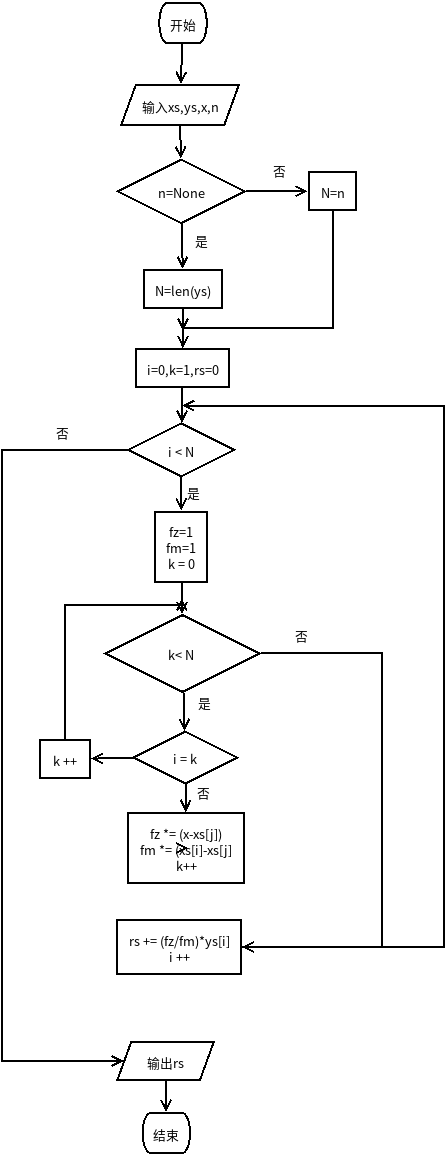 开始
输入xs,ys,x,n
n=None
否
N=n
是
N=len(ys)
i=0,k=1,rs=0
否
i < N
是
fz=1
fm=1
k = 0
k< N
否
是
i = k
k ++
否
fz *= (x-xs[j])
fm *= (xs[i]-xs[j]
k++
rs += (fz/fm)*ys[i]
i ++
输出rs
结束